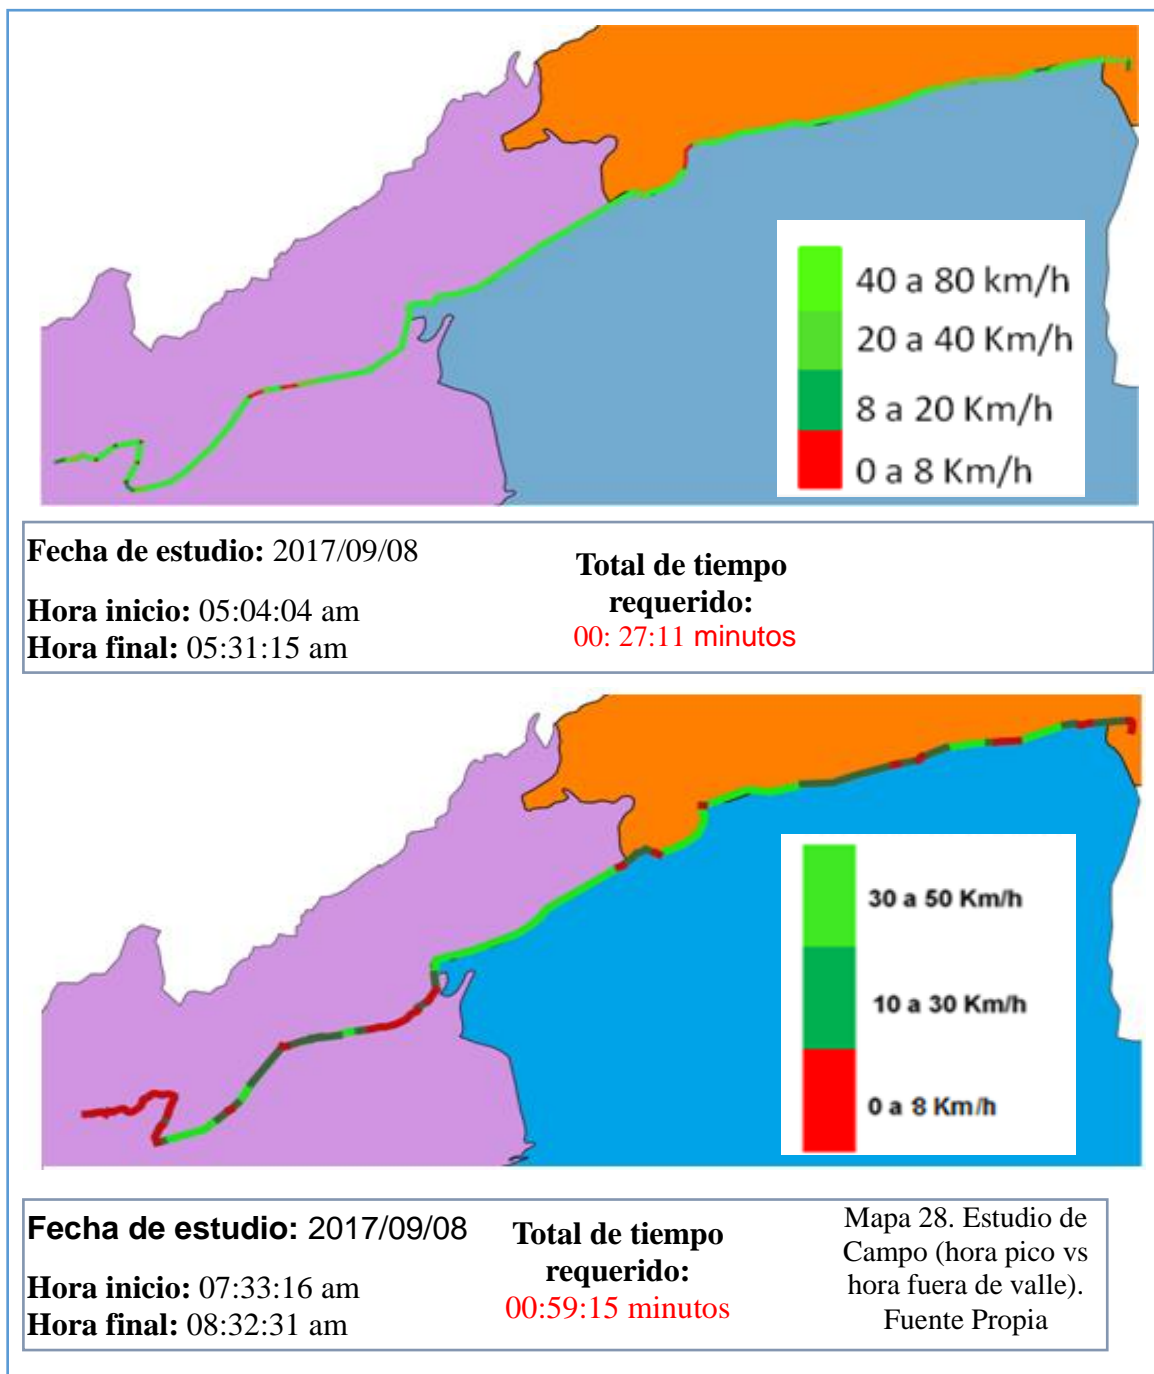 40 a 80 km/h
20 a 40 Km/h
8 a 20 Km/h
0 a 8 Km/h
Fecha de estudio: 2017/09/08
Hora inicio: 05:04:04 am
Hora final: 05:31:15 am
Total de tiempo
requerido:
00: 27:11 minutos
30 a 50 Km/h
10 a 30 Km/h
0 a 8 Km/h
Fecha de estudio: 2017/09/08
Hora inicio: 07:33:16 am
Hora final: 08:32:31 am
Total de tiempo
requerido:
00:59:15 minutos
Mapa 28. Estudio de
Campo (hora pico vs
hora fuera de valle).
Fuente Propia